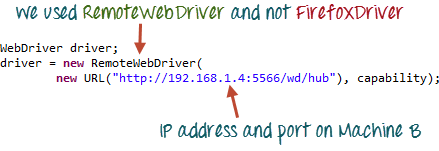 We used RemoteWebDriver and not FirefoxDriver
WebDriver driver;
driver = new RemoteWebDriver(
new URL("http://192.168.1.4:5566/wd/hub"), capability);
IP address and port on Machine B